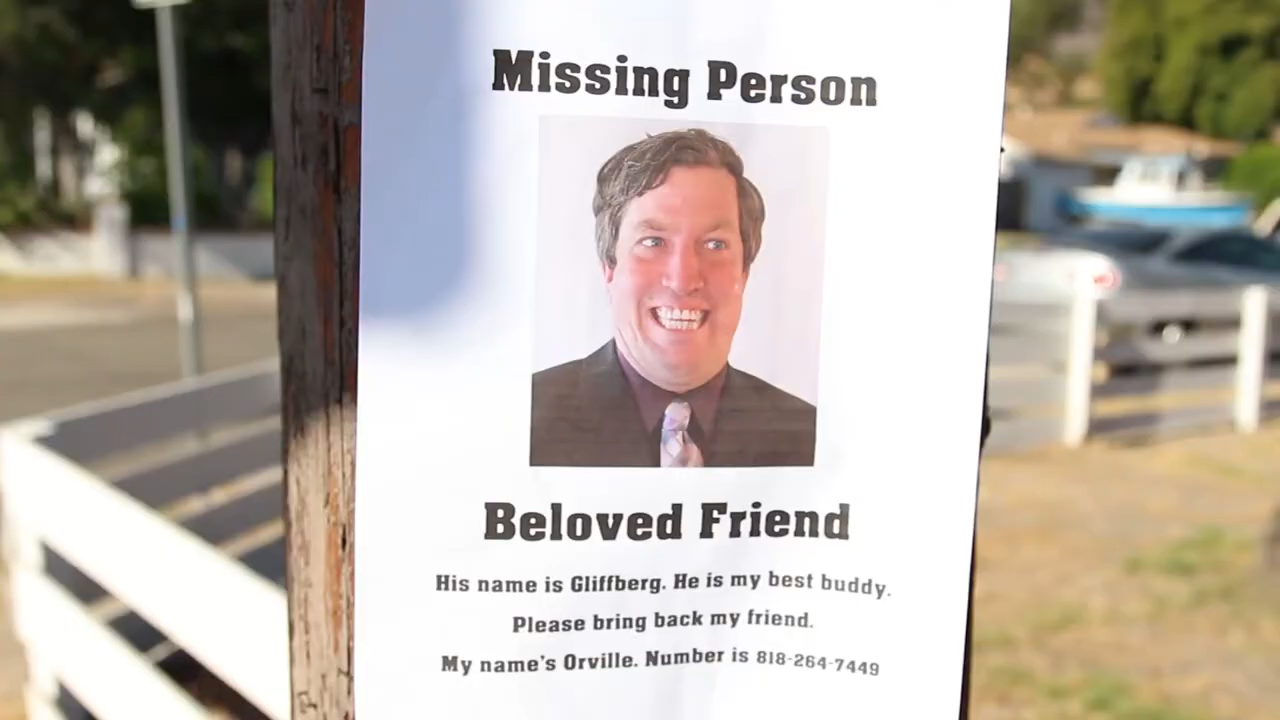 Missing Person
Beloved Friend
His name is Gliffberg. He is my best buddy.
Please bring back my friend.
My name's Orville. Number is 818-264-7449